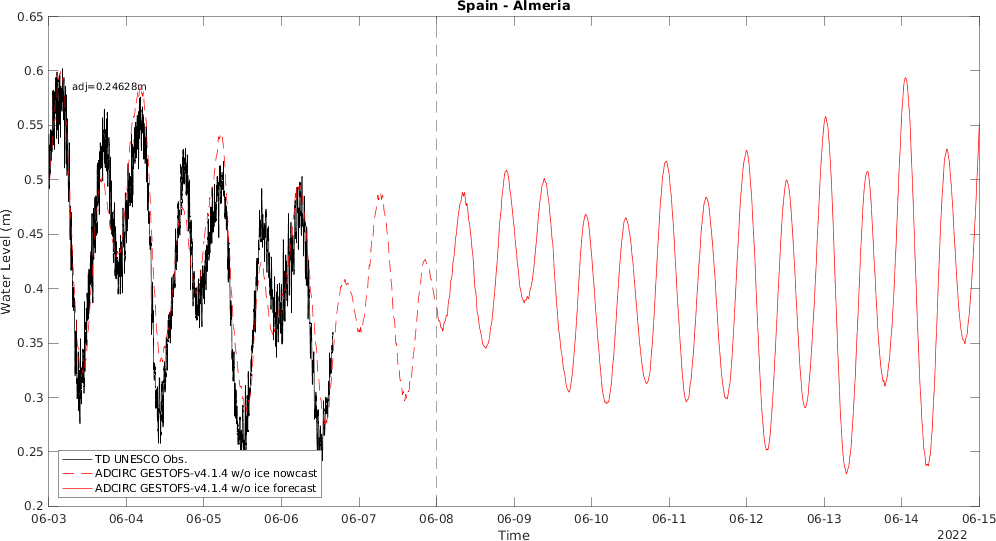 Spain - Almeria
0.65
0.6
0.55
0.5
0.45
0.4
0.35
0.3
0.25
0.2
Water Level (m)
adj=0.24628m
TD UNESCO Obs.
ADCIRC GESTOFS-v4.1.4 w/o ice nowcast
ADCIRC GESTOFS-v4.1.4 w/o ice forecast
06-03 06-04 06-05 06-06 06-07 06-08 06-09 06-10 06-11 06-12 06-13 06-14 06-15
Time
2022